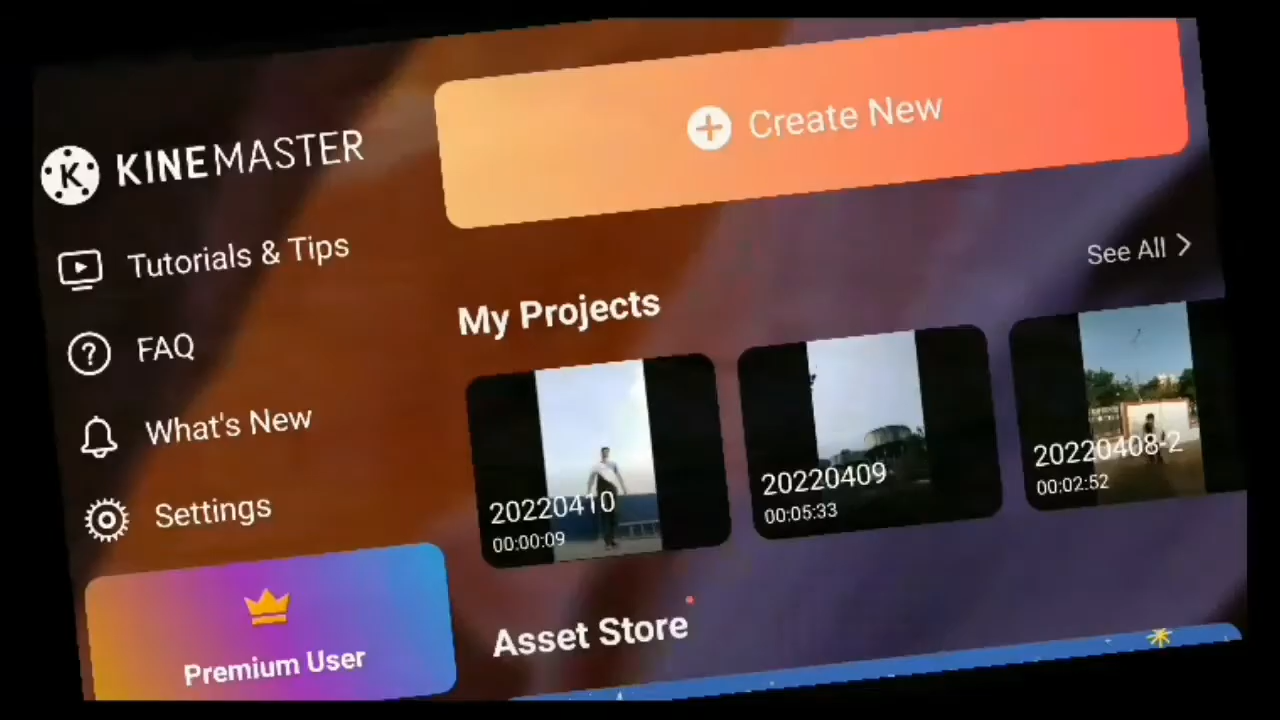 KINEMASTER
Tutorials & Tips
FAQ
What's New
Settings
Premium User
Create New
See All
My Projects
20220410
00:00:09
20220409
00:05:33
20220408-2
00:02:52
Asset Store